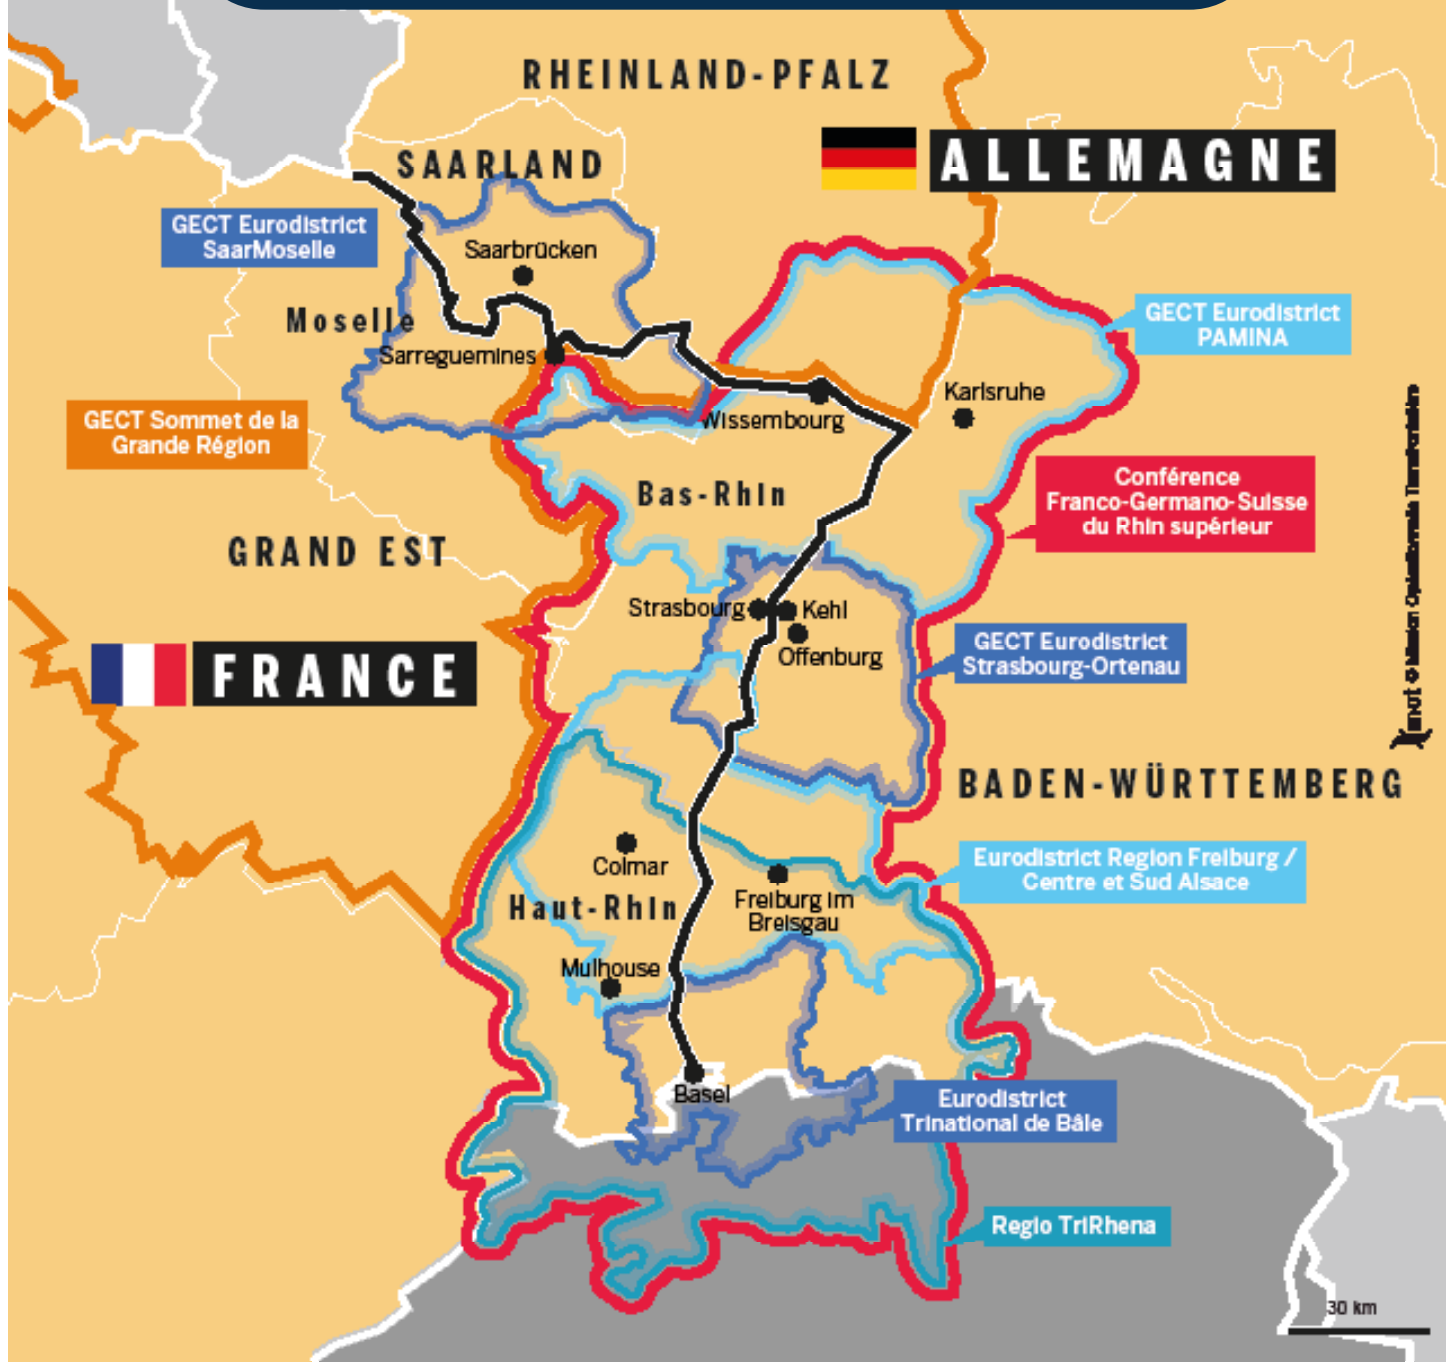 RHEINLAND-PFALZ
ALLEMAGNE
SAARLAND
GECT Eurodistrict
SaarMoselle
Saarbrücken
Moselle
GECT Eurodistrict
PAMINA
Sarreguemines
Karlsruhe
GECT Sommet de la
Grande Région
Wissembourg
Conférence
Franco-Germano-Suisse
du Rhin supérieur
Bas-Rhin
GRAND EST
Strasbourg
Kehl
Offenburg
GECT Eurodistrict
Strasbourg-Ortenau
FRANCE
BADEN-WÜRTTEMBERG
Colmar
Eurodistrict Region Freiburg /
Centre et Sud Alsace
Freiburg im
Breisgau
Haut-Rhin
Mulhouse
Basel
Eurodistrict
Trinational de Bâle
Regio TriRhena
30 km
© Mission Opérationnelle Transfrontalière